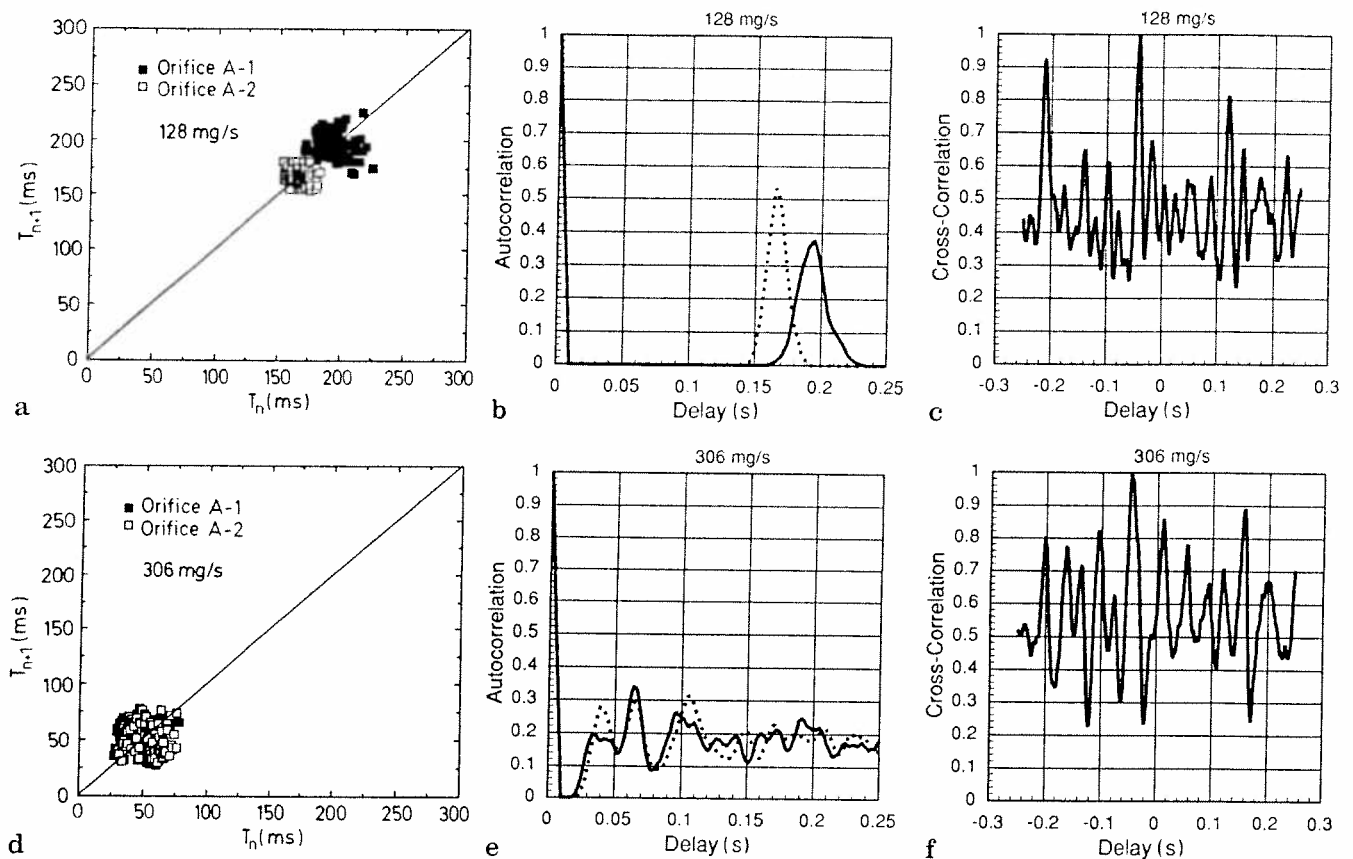 300
250
200
150
100
50
0
T_{n+1} (ms)
■ Orifice A-1
□ Orifice A-2
128 mg/s
0 50 100 150 200 250 300
T_n (ms)
a
128 mg/s
1
0.9
0.8
0.7
0.6
0.5
0.4
0.3
0.2
0.1
0
Autocorrelation
0 0.05 0.1 0.15 0.2 0.25
Delay (s)
b
128 mg/s
1
0.9
0.8
0.7
0.6
0.5
0.4
0.3
0.2
0.1
0
Cross-Correlation
-0.3 -0.2 -0.1 0 0.1 0.2 0.3
Delay (s)
c
300
250
200
150
100
50
0
T_{n+1} (ms)
■ Orifice A-1
□ Orifice A-2
306 mg/s
0 50 100 150 200 250 300
T_n (ms)
d
306 mg/s
1
0.9
0.8
0.7
0.6
0.5
0.4
0.3
0.2
0.1
0
Autocorrelation
0 0.05 0.1 0.15 0.2 0.25
Delay (s)
e
306 mg/s
1
0.9
0.8
0.7
0.6
0.5
0.4
0.3
0.2
0.1
0
Cross-Correlation
-0.3 -0.2 -0.1 0 0.1 0.2 0.3
Delay (s)
f